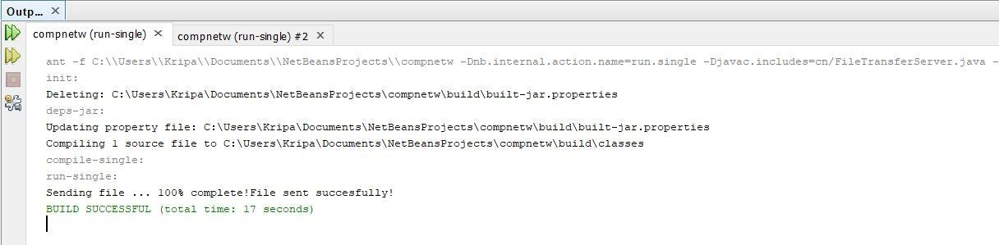 Outp...
compnetw (run-single)
compnetw (run-single) #2
ant -f C:\\Users\\Kripa\\Documents\\NetBeansProjects\\compnetw -Dnb.internal.action.name=run.single -Djavac.includes=cn/FileTransferServer.java -
init:
Deleting: C:\Users\Kripa\Documents\NetBeansProjects\compnetw\build\built-jar.properties
deps-jar:
Updating property file: C:\Users\Kripa\Documents\NetBeansProjects\compnetw\build\built-jar.properties
Compiling 1 source file to C:\Users\Kripa\Documents\NetBeansProjects\compnetw\build\classes
compile-single:
run-single:
Sending file ... 100% complete!File sent succesfully!
BUILD SUCCESSFUL (total time: 17 seconds)